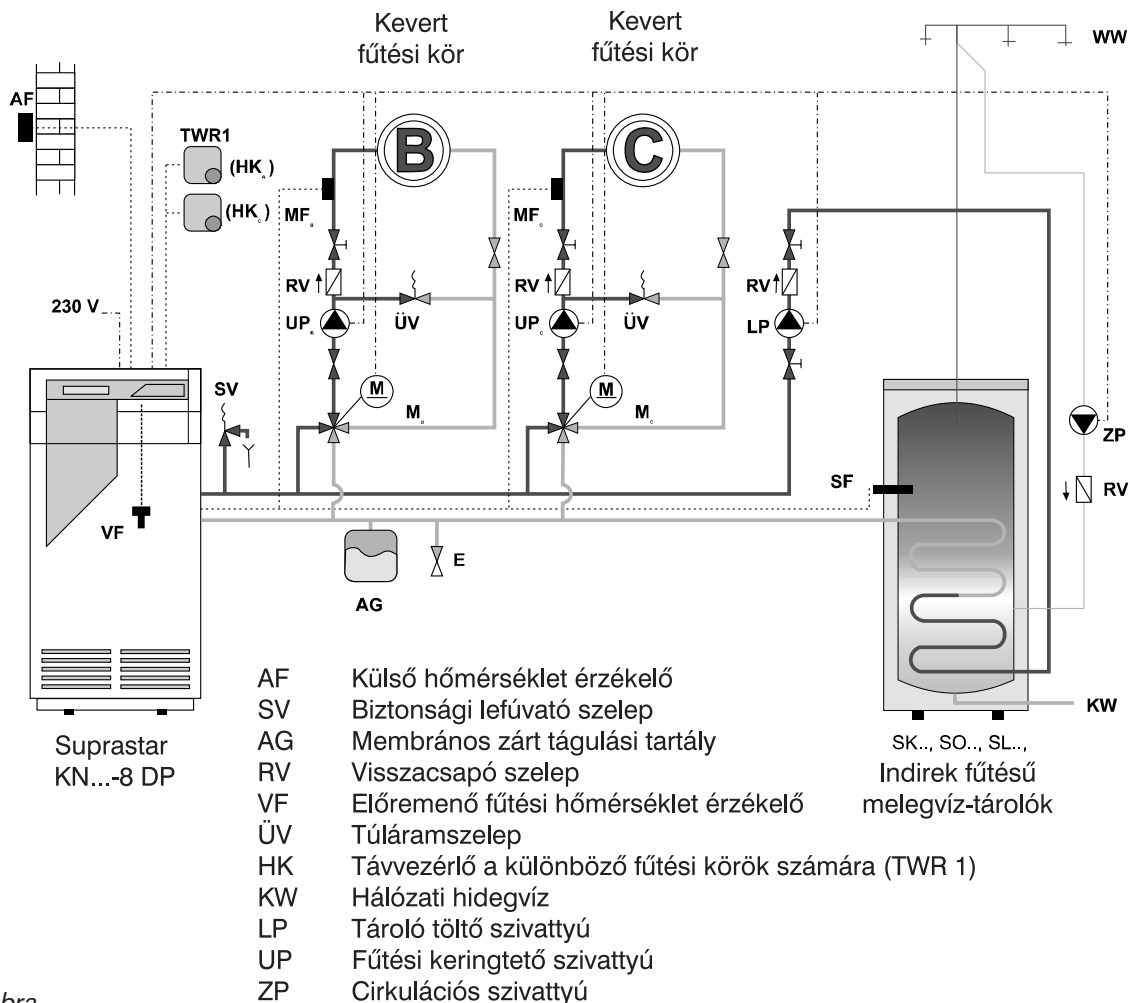 Kevert
fűtési kör
Kevert
fűtési kör
WW
AF
TWR1
(HK )
(HK C)
B
C
MF B
MF C
RV
RV
RV
230 V
UP B
ÜV
UP C
ÜV
LP
SV
M
M
M B
M C
ZP
SF
RV
VF
E
AG
AF Külső hőmérséklet érzékelő
SV Biztonsági lefúvató szelep
AG Membrános zárt tágulási tartály
RV Visszacsapó szelep
VF Előremenő fűtési hőmérséklet érzékelő
ÜV Túláramszelep
HK Távvezérlő a különböző fűtési körök számára (TWR 1)
KW Hálózati hidegvíz
LP Tároló töltő szivattyú
UP Fűtési keringtető szivattyú
ZP Cirkulációs szivattyú
Suprastar
KN...-8 DP
KW
SK.., SO.., SL..,
Indirek fűtésű
melegvíz-tárolók
bra